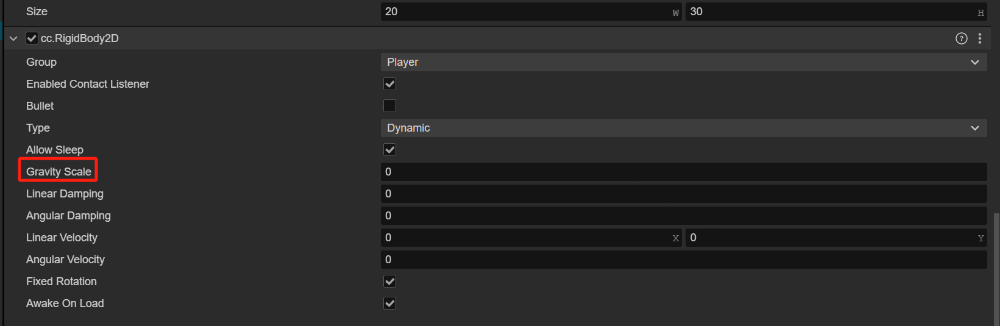 Size 20 W 30 H
cc.RigidBody2D ?
Group Player
Enabled Contact Listener
Bullet
Type Dynamic
Allow Sleep
Gravity Scale 0
Linear Damping 0
Angular Damping 0
Linear Velocity 0 X 0 Y
Angular Velocity 0
Fixed Rotation
Awake On Load